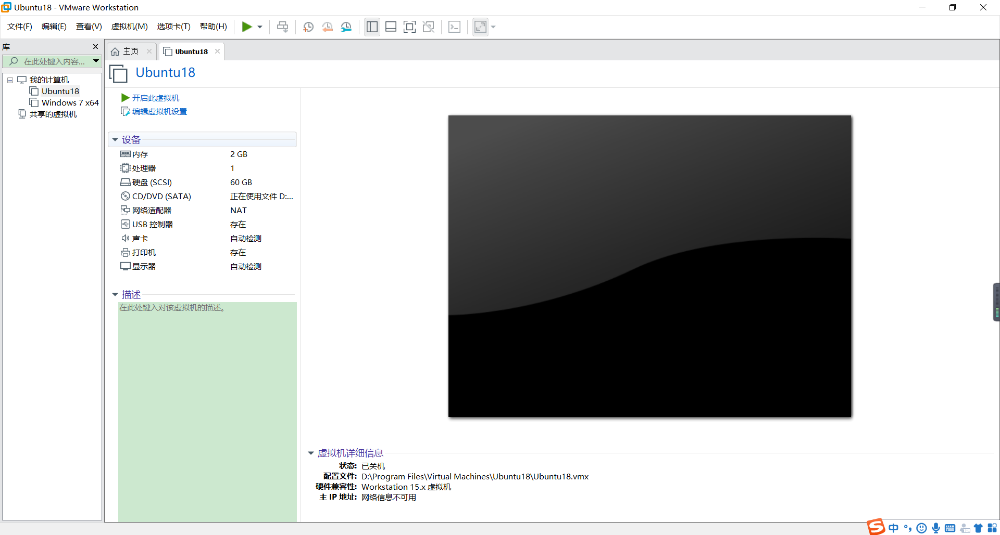 Ubuntu18 - VMware Workstation
文件(F) 编辑(E) 查看(V) 虚拟机(M) 选项卡(T) 帮助(H)
库
在此处键入内容...
我的计算机
Ubuntu18
Windows 7 x64
共享的虚拟机
主页
Ubuntu18
Ubuntu18
开启此虚拟机
编辑虚拟机设置
设备
内存 2 GB
处理器 1
硬盘 (SCSI) 60 GB
CD/DVD (SATA) 正在使用文件 D:...
网络适配器 NAT
USB 控制器 存在
声卡 自动检测
打印机 存在
显示器 自动检测
描述
在此处键入对该虚拟机的描述。
虚拟机详细信息
状态: 已关机
配置文件: D:\Program Files\Virtual Machines\Ubuntu18\Ubuntu18.vmx
硬件兼容性: Workstation 15.x 虚拟机
主 IP 地址: 网络信息不可用
S 中